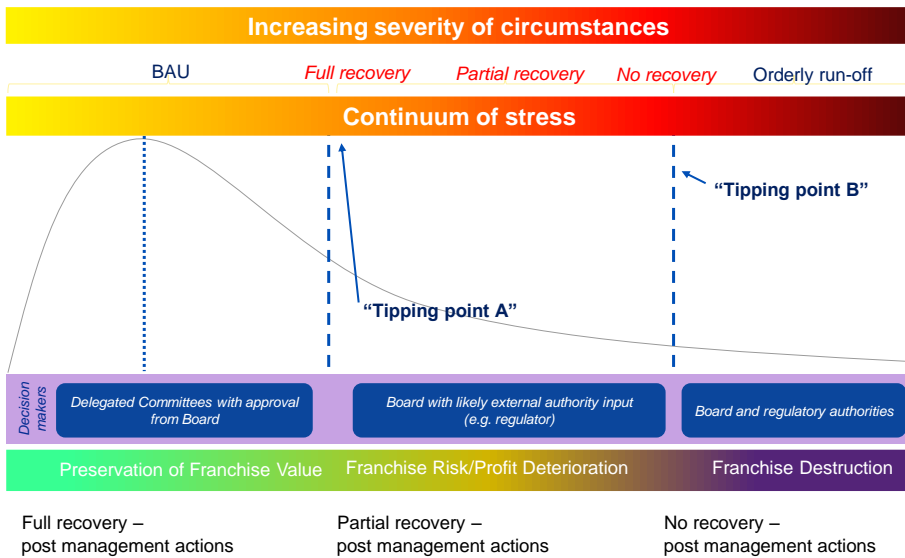 Increasing severity of circumstances
BAU
Full recovery
Partial recovery
No recovery
Orderly run-off
Continuum of stress
“Tipping point B”
“Tipping point A”
Decision
makers
Delegated Committees with approval
from Board
Board with likely external authority input
(e.g. regulator)
Board and regulatory authorities
Preservation of Franchise Value
Franchise Risk/Profit Deterioration
Franchise Destruction
Full recovery –
post management actions
Partial recovery –
post management actions
No recovery –
post management actions